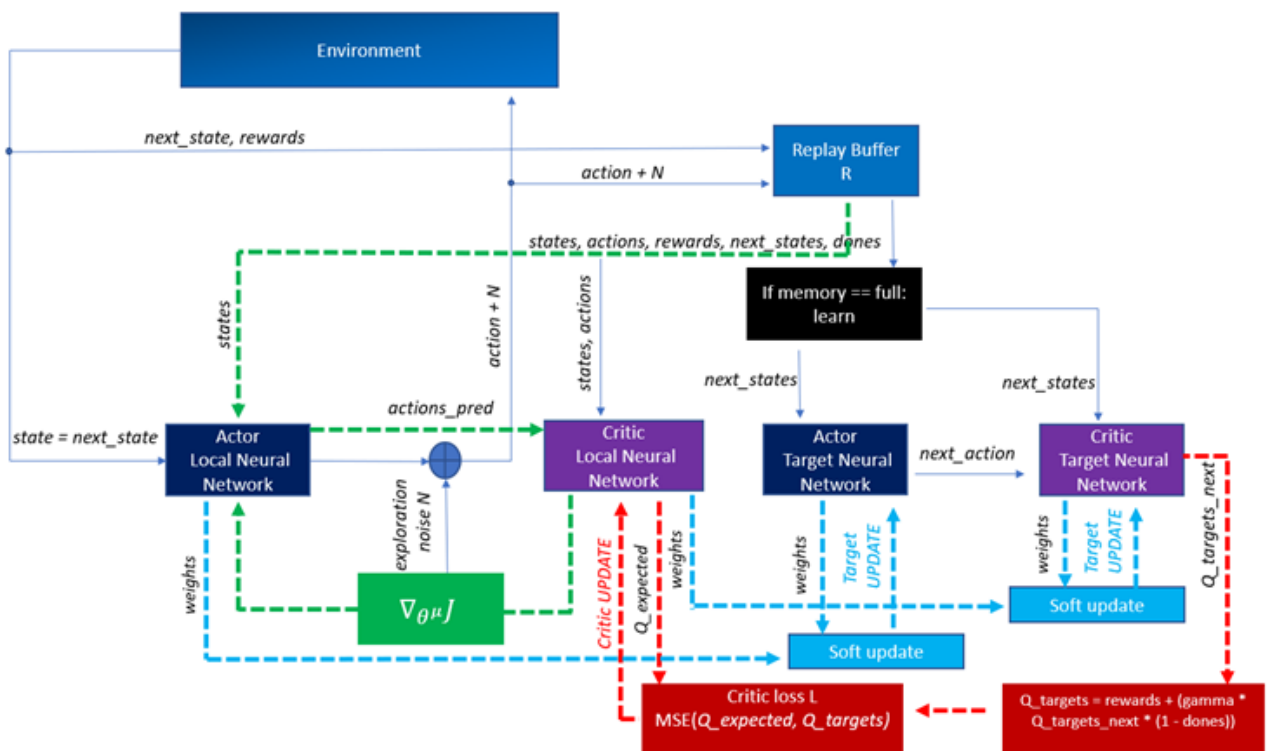 Environment
next_state, rewards
Replay Buffer
R
action + N
states, actions, rewards, next_states, dones
If memory == full:
learn
states
action + N
states, actions
next_states
next_states
actions_pred
state = next_state
Actor
Local Neural
Network
Critic
Local Neural
Network
Actor
Target Neural
Network
next_action
Critic
Target Neural
Network
exploration
noise N
weights
Critic UPDATE
Q_expected
weights
weights
Target
UPDATE
weights
Target
UPDATE
Q_targets_next
∇θμJ
Soft update
Soft update
Critic loss L
MSE(Q_expected, Q_targets)
Q_targets = rewards + (gamma *
Q_targets_next * (1 - dones))